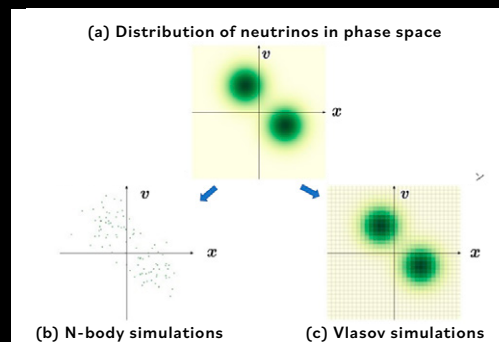 (a) Distribution of neutrinos in phase space
v
x
v
x
v
x
(b) N-body simulations
(c) Vlasov simulations